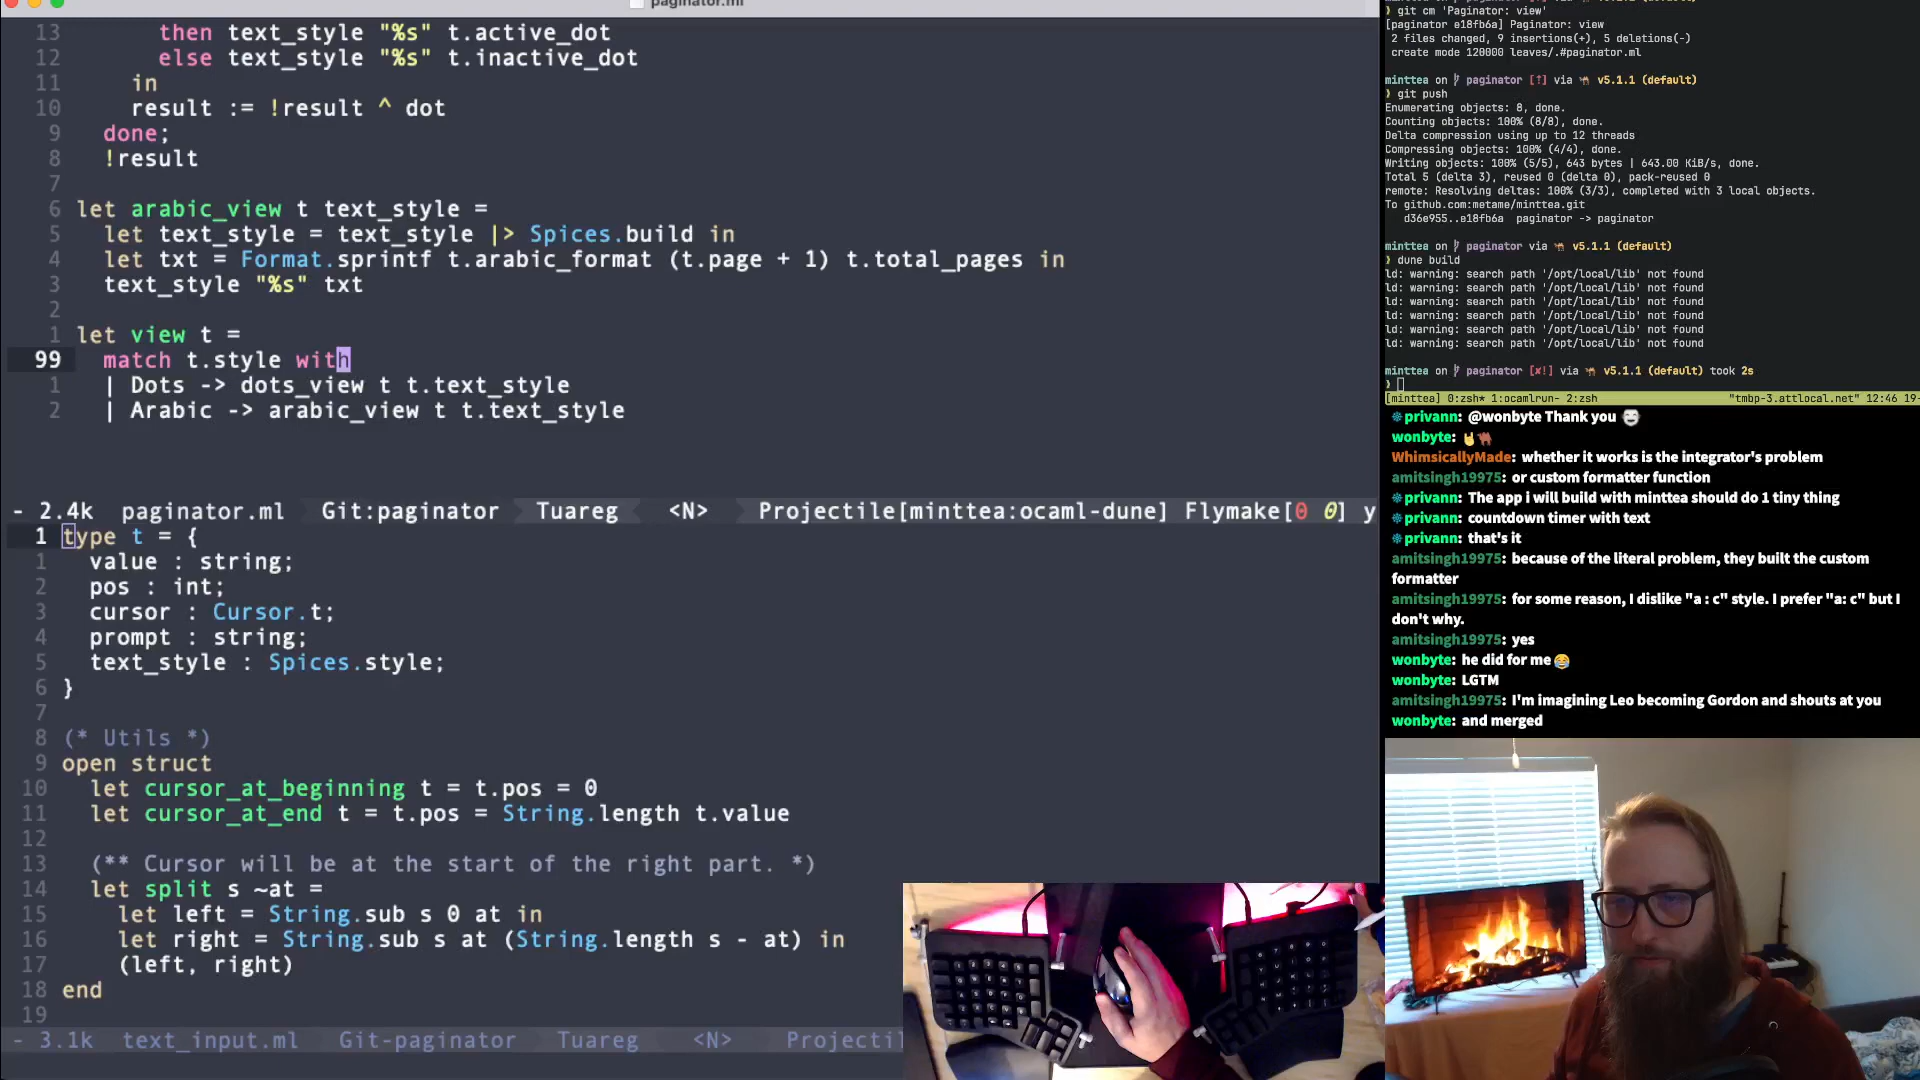 paginator.ml
13 then text_style "%s" t.active_dot
12 else text_style "%s" t.inactive_dot
11 in
10 result := !result ^ dot
9 done;
8 !result
7
6 let arabic_view t text_style =
5 let text_style = text_style |> Spices.build in
4 let txt = Format.sprintf t.arabic_format (t.page + 1) t.total_pages in
3 text_style "%s" txt
2
1 let view t =
99 match t.style with
1 | Dots -> dots_view t t.text_style
2 | Arabic -> arabic_view t t.text_style
- 2.4k paginator.ml Git:paginator Tuareg <N> Projectile[minttea:ocaml-dune] Flymake[0 0] y
1 type t = {
1 value : string;
2 pos : int;
3 cursor : Cursor.t;
4 prompt : string;
5 text_style : Spices.style;
6 }
7
8 (* Utils *)
9 open struct
10 let cursor_at_beginning t = t.pos = 0
11 let cursor_at_end t = t.pos = String.length t.value
12
13 (** Cursor will be at the start of the right part. *)
14 let split s ~at =
15 let left = String.sub s 0 at in
16 let right = String.sub s at (String.length s - at) in
17 (left, right)
18 end
19
- 3.1k text_input.ml Git-paginator Tuareg <N> Projectil
❯ git cm 'Paginator: view'
[paginator e18fb6a] Paginator: view
2 files changed, 9 insertions(+), 5 deletions(-)
create mode 120000 leaves/.#paginator.ml
minttea on paginator [↑] via v5.1.1 (default)
❯ git push
Enumerating objects: 8, done.
Counting objects: 100% (8/8), done.
Delta compression using up to 12 threads
Compressing objects: 100% (4/4), done.
Writing objects: 100% (5/5), 643 bytes | 643.00 KiB/s, done.
Total 5 (delta 3), reused 0 (delta 0), pack-reused 0
remote: Resolving deltas: 100% (3/3), completed with 3 local objects.
To github.com:metame/minttea.git
d36e955..e18fb6a paginator -> paginator
minttea on paginator via v5.1.1 (default)
❯ dune build
ld: warning: search path '/opt/local/lib' not found
ld: warning: search path '/opt/local/lib' not found
ld: warning: search path '/opt/local/lib' not found
ld: warning: search path '/opt/local/lib' not found
ld: warning: search path '/opt/local/lib' not found
ld: warning: search path '/opt/local/lib' not found
minttea on paginator [✘!] via v5.1.1 (default) took 2s
❯
[minttea] 0:zsh* 1:ocamlrun- 2:zsh "tmbp-3.attlocal.net" 12:46 19-
privann: @wonbyte Thank you
wonbyte: 🤘🐪
WhimsicallyMade: whether it works is the integrator's problem
amitsingh19975: or custom formatter function
privann: The app i will build with minttea should do 1 tiny thing
privann: countdown timer with text
privann: that's it
amitsingh19975: because of the literal problem, they built the custom
formatter
amitsingh19975: for some reason, I dislike "a : c" style. I prefer "a: c" but I
don't why.
amitsingh19975: yes
wonbyte: he did for me 😂
wonbyte: LGTM
amitsingh19975: I'm imagining Leo becoming Gordon and shouts at you
wonbyte: and merged